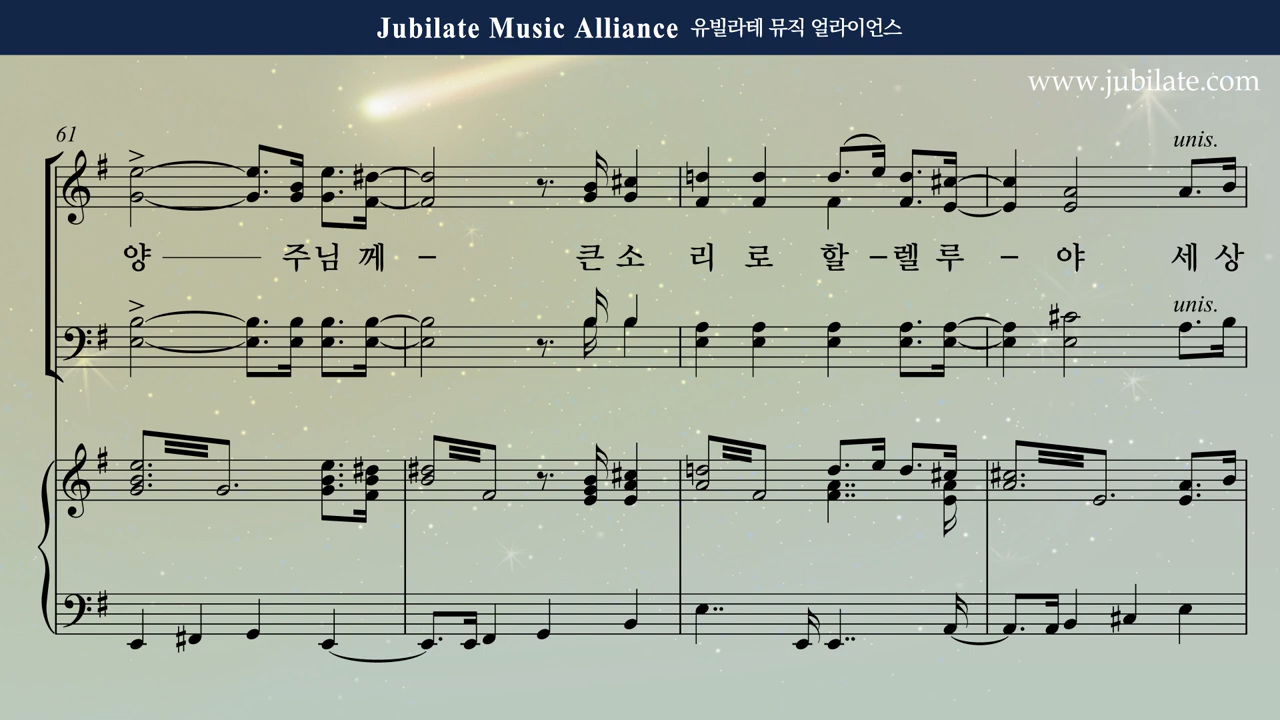 Jubilate Music Alliance 유빌라테 뮤직 얼라이언스
www.jubilate.com
61
unis.
양 주님 께 – 큰 소 리 로 할 – 렐 루 – 야 세 상
unis.